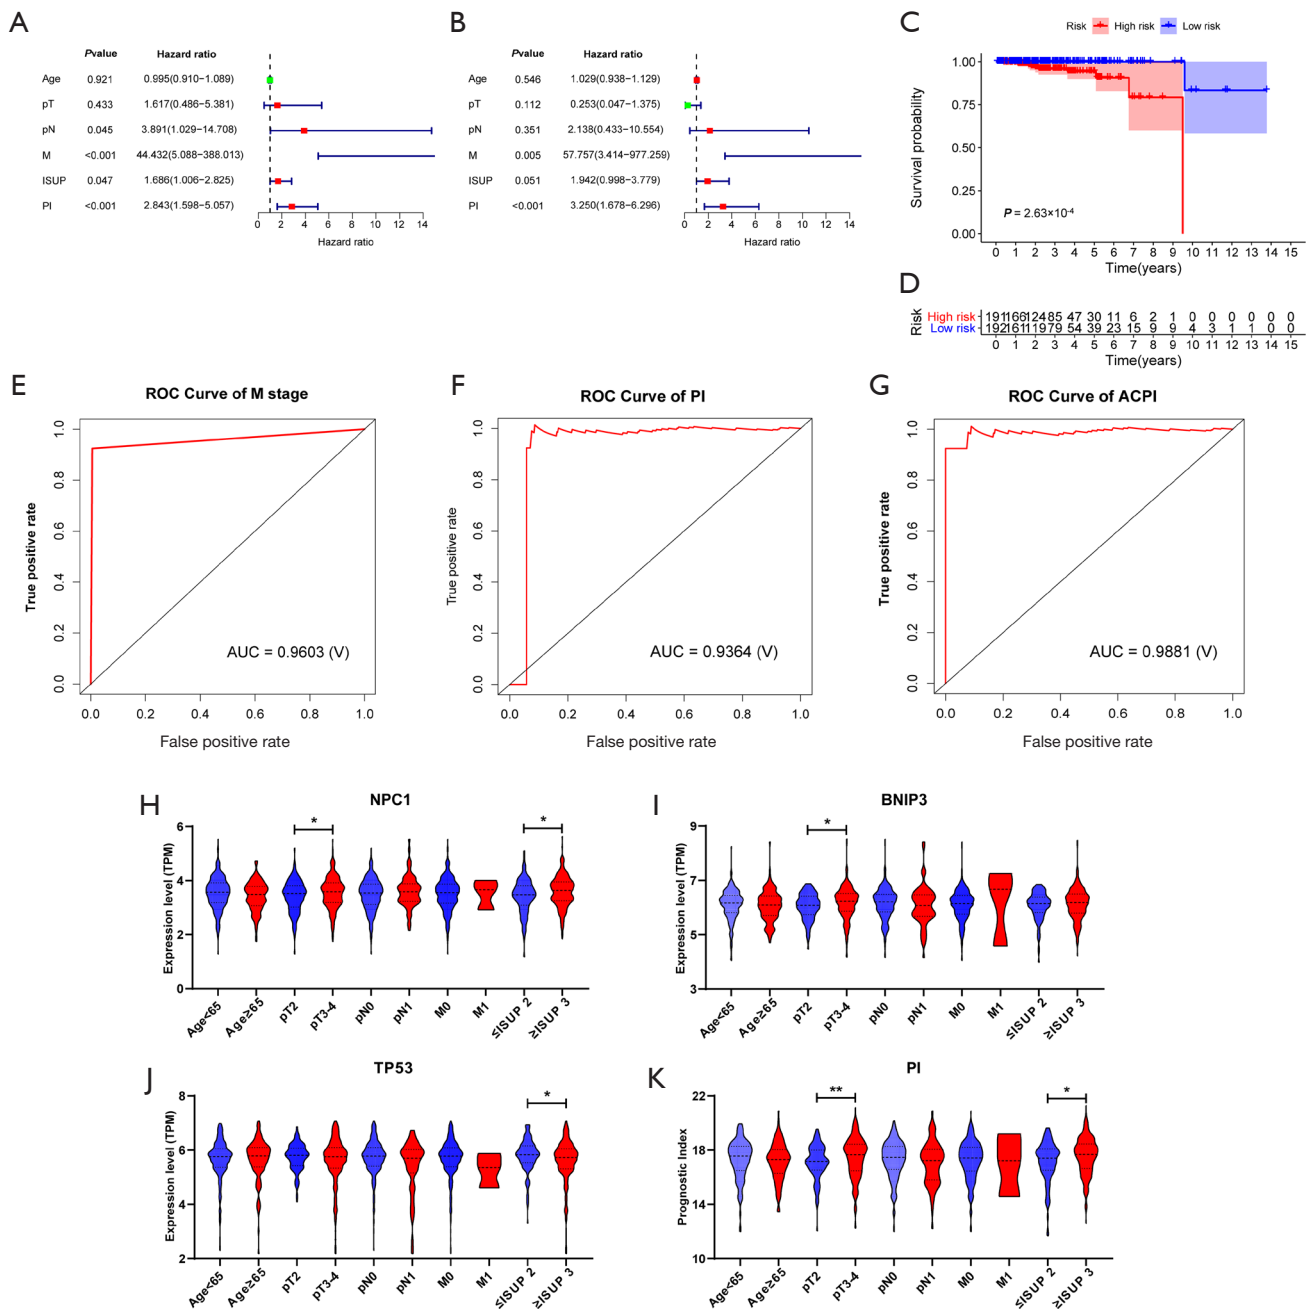 A
Pvalue Hazard ratio
Age 0.921 0.995(0.910−1.089)
pT 0.433 1.617(0.486−5.381)
pN 0.045 3.891(1.029−14.708)
M <0.001 44.432(5.088−388.013)
ISUP 0.047 1.686(1.006−2.825)
PI <0.001 2.843(1.598−5.057)
0 2 4 6 8 10 12 14
Hazard ratio
B
Pvalue Hazard ratio
Age 0.546 1.029(0.938−1.129)
pT 0.112 0.253(0.047−1.375)
pN 0.351 2.138(0.433−10.554)
M 0.005 57.757(3.414−977.259)
ISUP 0.051 1.942(0.998−3.779)
PI <0.001 3.250(1.678−6.296)
0 2 4 6 8 10 12 14
Hazard ratio
C
Risk High risk Low risk
Survival probability
1.00
0.75
0.50
0.25
0.00
P = 2.63×10-4
0 1 2 3 4 5 6 7 8 9 10 11 12 13 14 15
Time(years)
D
Risk
High risk 191 166 124 85 47 30 11 6 2 1 0 0 0 0 0 0
Low risk 192 161 119 79 54 39 23 15 9 9 4 3 1 1 0 0
0 1 2 3 4 5 6 7 8 9 10 11 12 13 14 15
Time(years)
E
ROC Curve of M stage
True positive rate
1.0
0.8
0.6
0.4
0.2
0.0
AUC = 0.9603 (V)
0.0 0.2 0.4 0.6 0.8 1.0
False positive rate
F
ROC Curve of PI
True positive rate
1.0
0.8
0.6
0.4
0.2
0.0
AUC = 0.9364 (V)
0.0 0.2 0.4 0.6 0.8 1.0
False positive rate
G
ROC Curve of ACPI
True positive rate
1.0
0.8
0.6
0.4
0.2
0.0
AUC = 0.9881 (V)
0.0 0.2 0.4 0.6 0.8 1.0
False positive rate
H
NPC1
Expression level (TPM)
6
4
2
0
* *
Age<65 Age≥65 pT2 pT3-4 pN0 pN1 M0 M1 ≤ISUP 2 ≥ISUP 3
I
BNIP3
Expression level (TPM)
9
7
5
3
*
Age<65 Age≥65 pT2 pT3-4 pN0 pN1 M0 M1 ≤ISUP 2 ≥ISUP 3
J
TP53
Expression level (TPM)
8
6
4
2
*
Age<65 Age≥65 pT2 pT3-4 pN0 pN1 M0 M1 ≤ISUP 2 ≥ISUP 3
K
PI
Prognostic Index
22
18
14
10
** *
Age<65 Age≥65 pT2 pT3-4 pN0 pN1 M0 M1 ≤ISUP 2 ≥ISUP 3